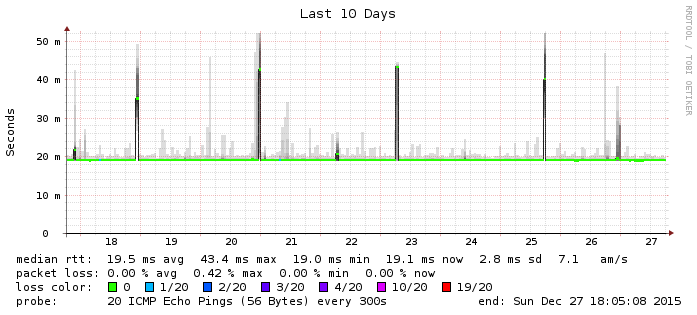 Last 10 Days
RRDTOOL / TOBI OETIKER
Seconds
50 m
40 m
30 m
20 m
10 m
0
18 19 20 21 22 23 24 25 26 27
median rtt: 19.5 ms avg 43.4 ms max 19.0 ms min 19.1 ms now 2.8 ms sd 7.1 am/s
packet loss: 0.00 % avg 0.42 % max 0.00 % min 0.00 % now
loss color: 0 1/20 2/20 3/20 4/20 10/20 19/20
probe: 20 ICMP Echo Pings (56 Bytes) every 300s end: Sun Dec 27 18:05:08 2015